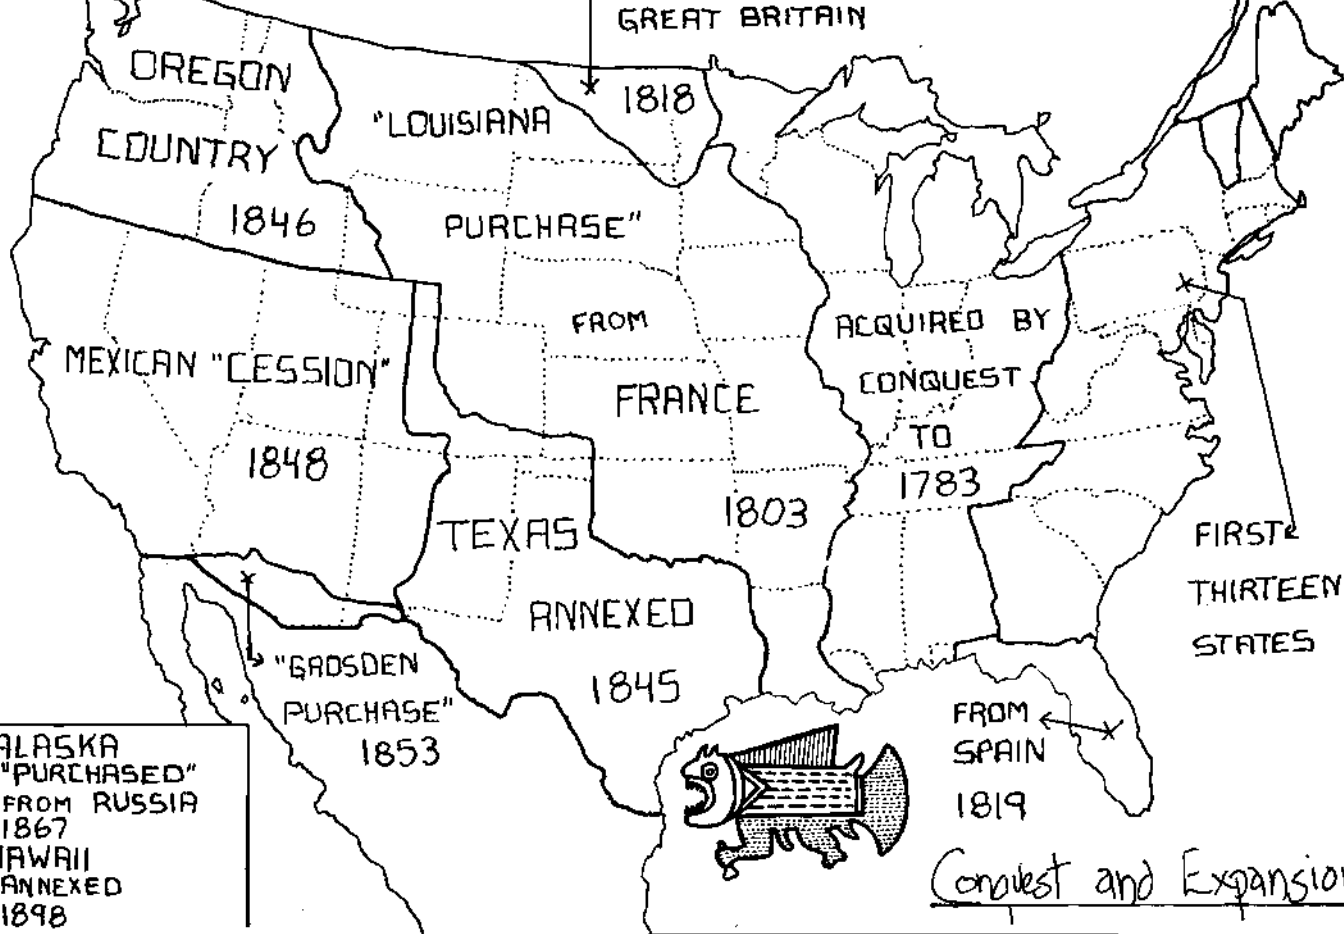 GREAT BRITAIN
1818
OREGON
COUNTRY
1846
"LOUISIANA
PURCHASE"
FROM
FRANCE
1803
MEXICAN "CESSION"
1848
ACQUIRED BY
CONQUEST
TO
1783
TEXAS
ANNEXED
1845
FIRST
THIRTEEN
STATES
"GADSDEN
PURCHASE"
1853
FROM
SPAIN
1819
ALASKA
"PURCHASED"
FROM RUSSIA
1867
HAWAII
ANNEXED
1898
Conquest and Expansion